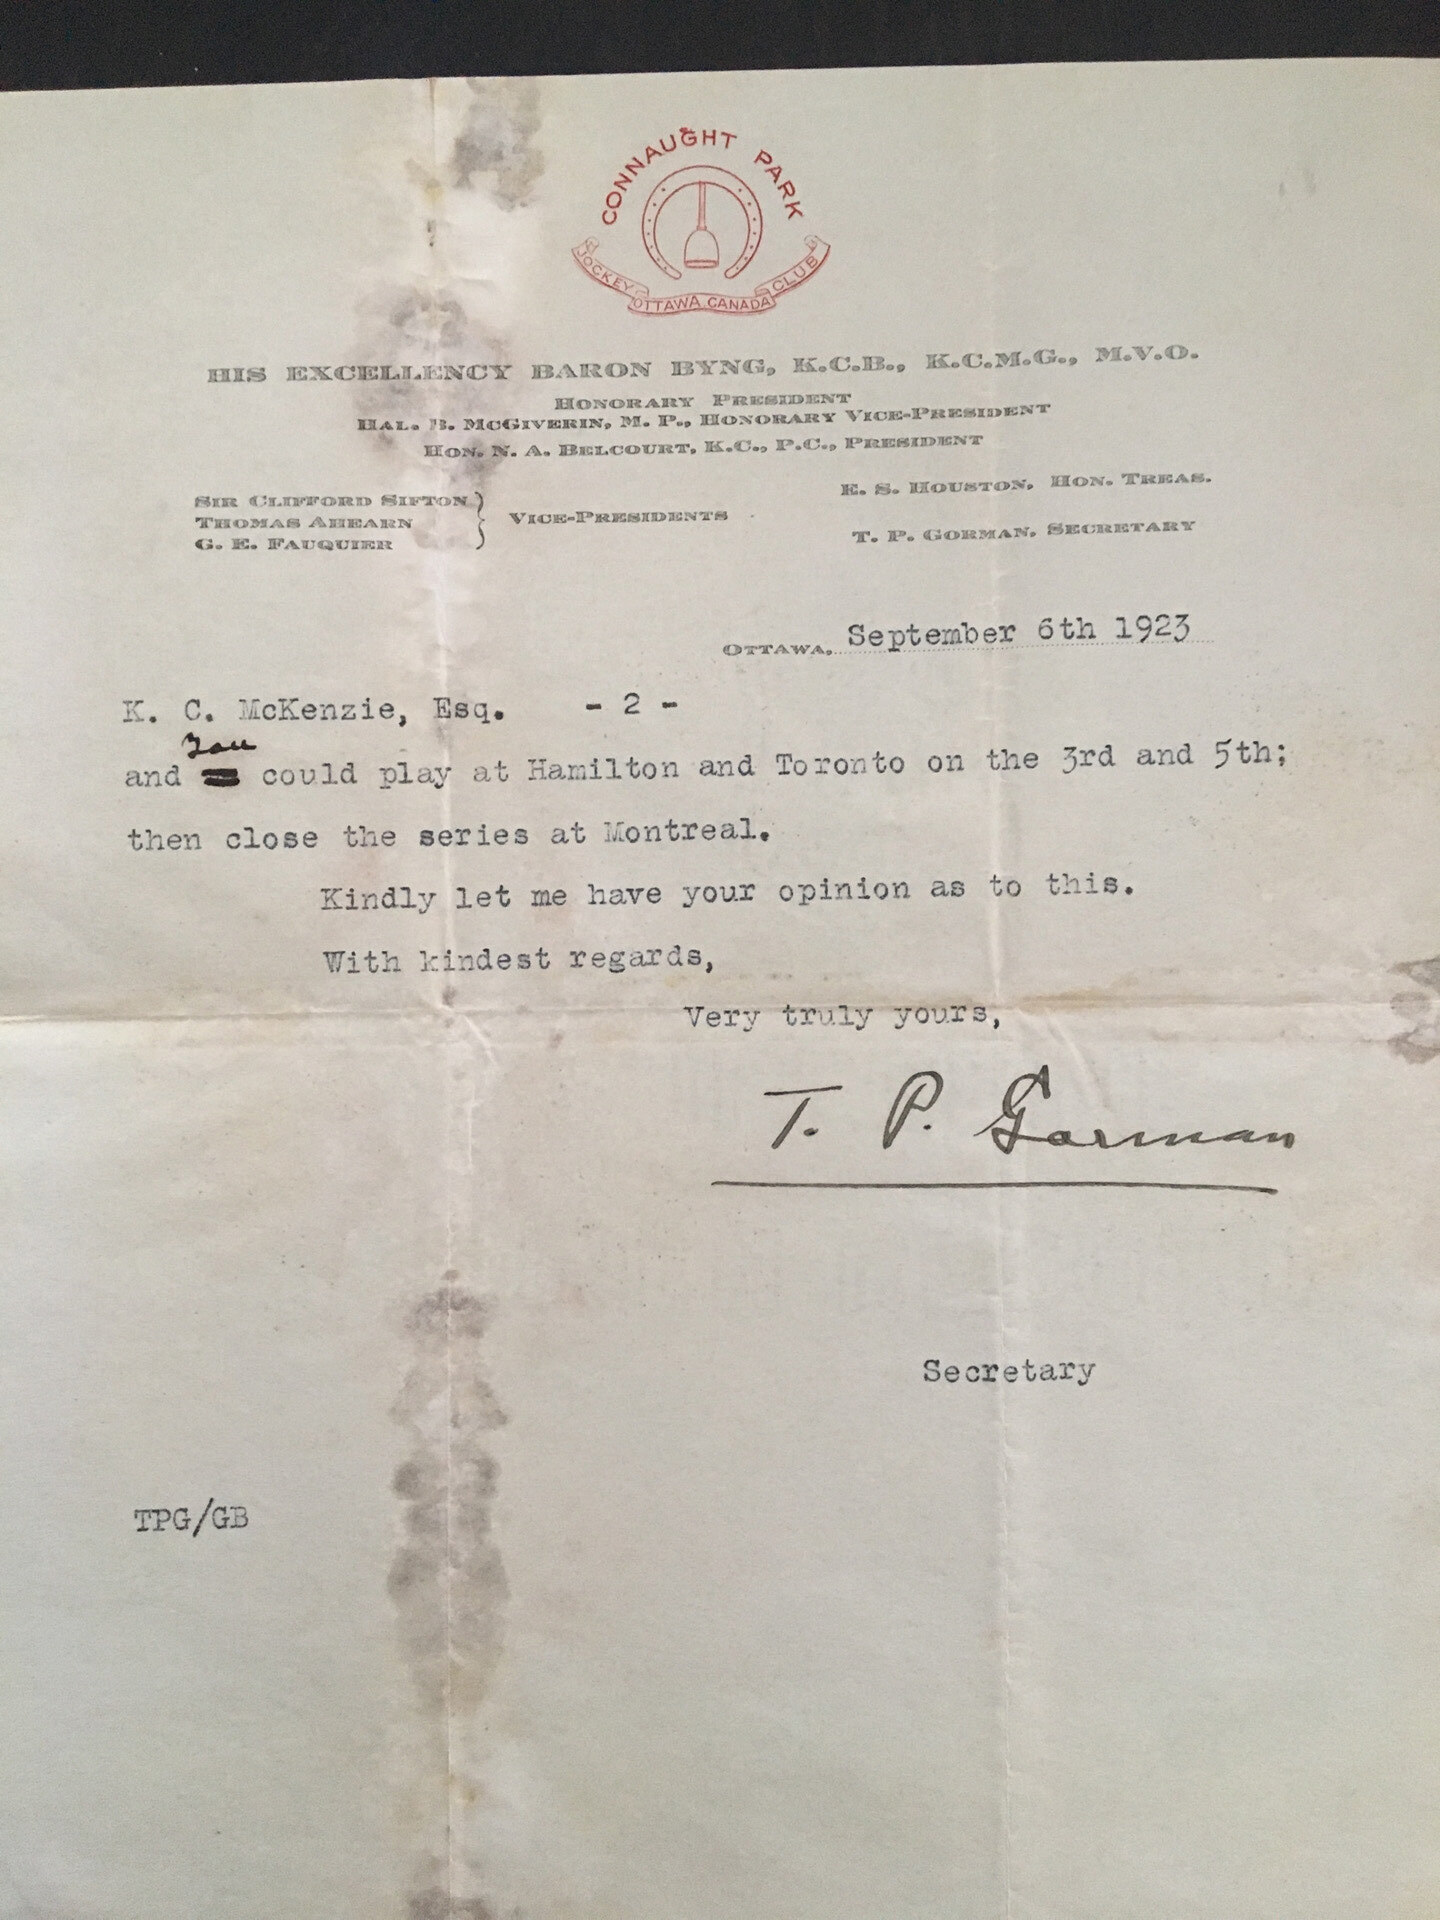 CONNAUGHT PARK
JOCKEY CLUB
OTTAWA, CANADA
HIS EXCELLENCY BARON BYNG, K.C.B., K.C.M.G., M.V.O.
HONORARY PRESIDENT
HAL. B. MCGIVERIN, M. P., HONORARY VICE-PRESIDENT
HON. N. A. BELCOURT, K.C., P.C., PRESIDENT
SIR CLIFFORD SIFTON
THOMAS AHEARN
G. E. FAUQUIER
VICE-PRESIDENTS
E. S. HOUSTON, HON. TREAS.
T. P. GORMAN, SECRETARY
OTTAWA, September 6th 1923
K. C. McKenzie, Esq. - 2 -
You
and could play at Hamilton and Toronto on the 3rd and 5th;
then close the series at Montreal.
Kindly let me have your opinion as to this.
With kindest regards,
Very truly yours,
T. P. Gorman
Secretary
TPG/GB